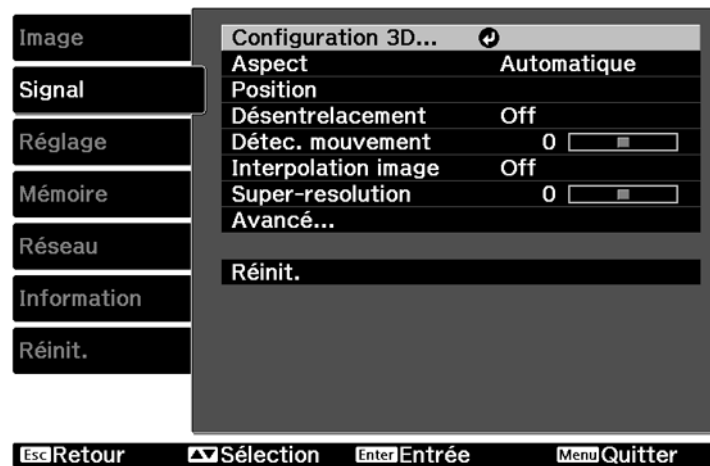 Image
Signal
Réglage
Mémoire
Réseau
Information
Réinit.
Configuration 3D...
Aspect Automatique
Position
Désentrelacement Off
Détec. mouvement 0
Interpolation image Off
Super-resolution 0
Avancé...
Réinit.
Esc Retour Sélection Enter Entrée Menu Quitter